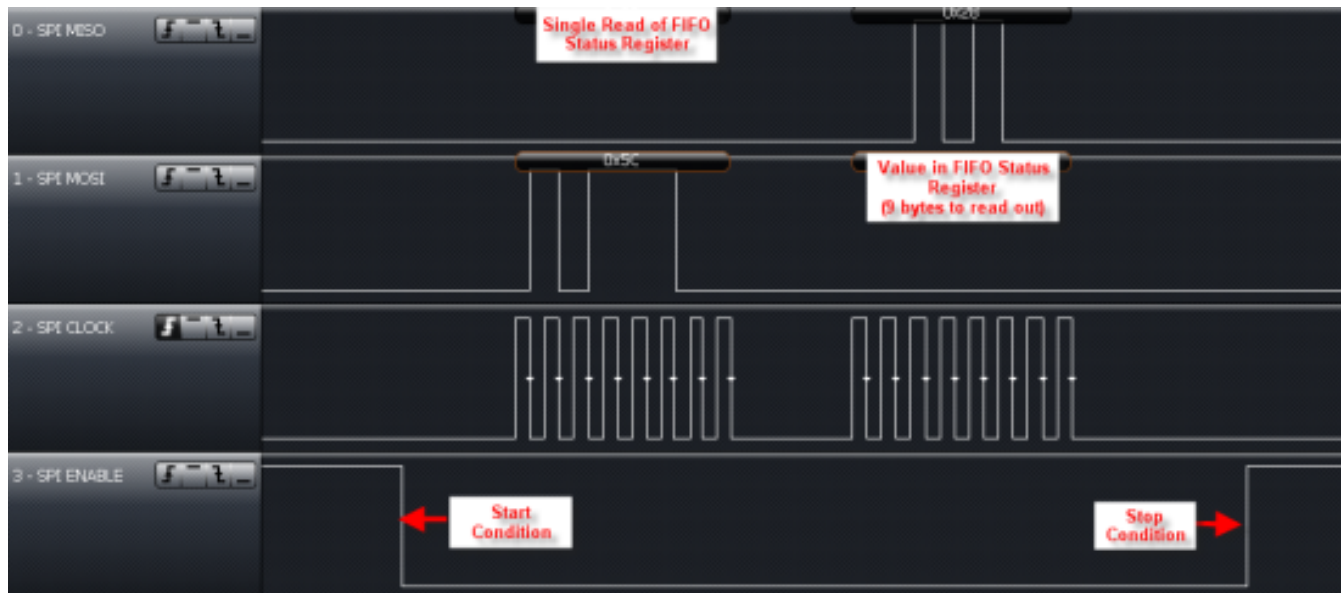 0 - SPI MISO
Single Read of FIFO
Status Register
0x28
1 - SPI MOSI
0x5C
Value in FIFO Status
Register
(9 bytes to read out)
2 - SPI CLOCK
3 - SPI ENABLE
Start
Condition
Stop
Condition